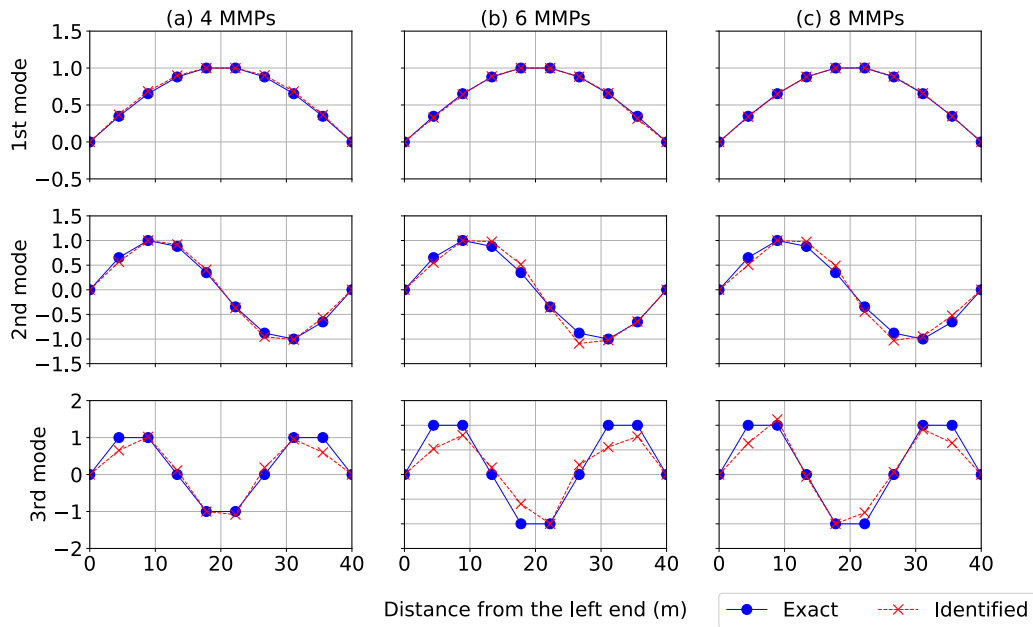 (a) 4 MMPs (b) 6 MMPs (c) 8 MMPs
1st mode
1.5
1.0
0.5
0.0
−0.5
2nd mode
1.5
1.0
0.5
0.0
−0.5
−1.0
−1.5
3rd mode
2
1
0
−1
−2
0 10 20 30 40 0 10 20 30 40 0 10 20 30 40
Distance from the left end (m) Exact Identified